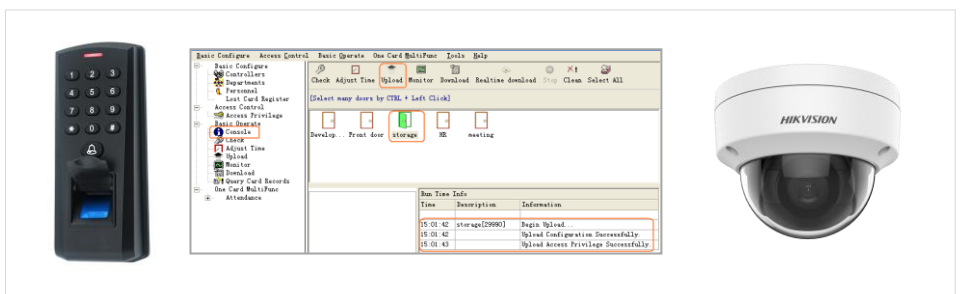 1 2 3
4 5 6
7 8 9
* 0 #
Basic Configure Access Control Basic Operate One Card MultiFunc Tools Help
Basic Configure
Controllers
Departments
Personnel
Lost Card Register
Access Control
Access Privilege
Basic Operate
Console
Check
Adjust Time
Upload
Monitor
Download
Query Card Records
One Card MultiFunc
Attendance
Check Adjust Time Upload Monitor Download Realtime download Stop Clean Select All
[Select many doors by CTRL + Left Click]
Develop... Front door storage HR meeting
Run Time Info
Time Description Information
15:01:42 storage[29990] Begin Upload...
15:01:42 Upload Configuration Successfully.
15:01:43 Upload Access Privilege Successfully.
HIKVISION